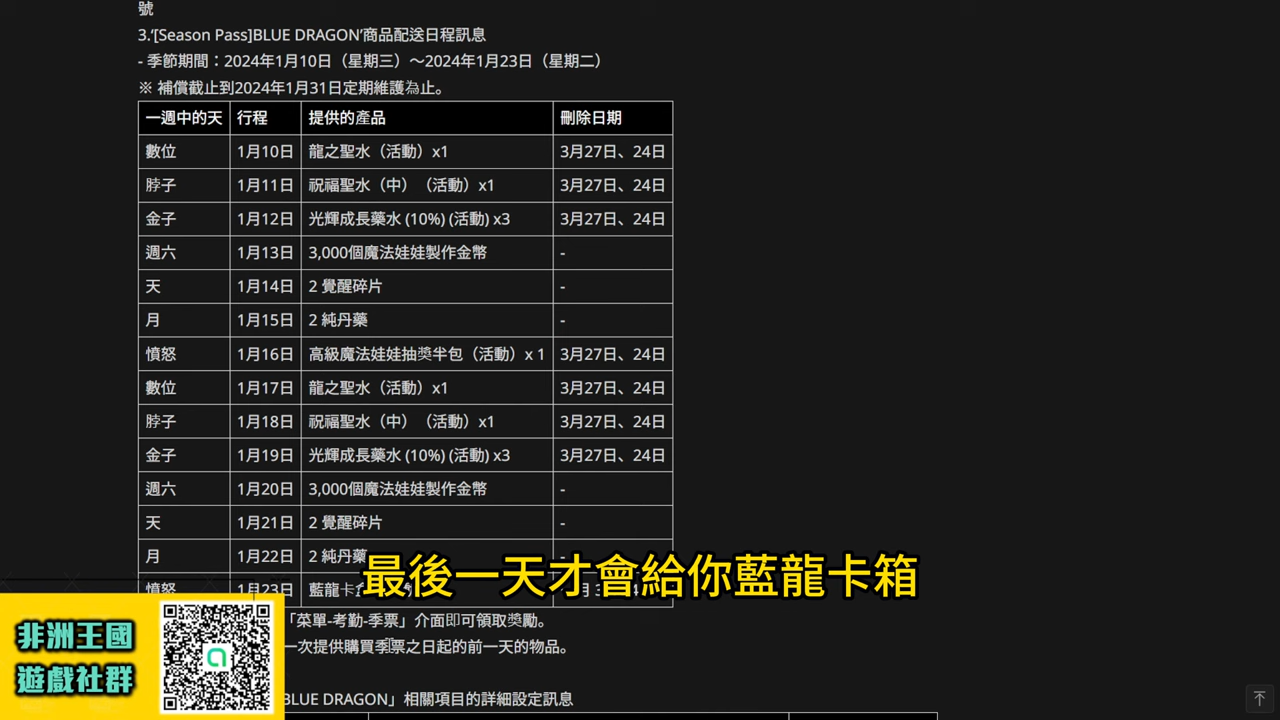 號
3.‘[Season Pass]BLUE DRAGON’商品配送日程訊息
- 季節期間：2024年1月10日（星期三）～2024年1月23日（星期二）
※ 補償截止到2024年1月31日定期維護為止。
一週中的天 行程 提供的產品 刪除日期
數位 1月10日 龍之聖水（活動）x1 3月27日、24日
脖子 1月11日 祝福聖水（中）（活動）x1 3月27日、24日
金子 1月12日 光輝成長藥水 (10%) (活動) x3 3月27日、24日
週六 1月13日 3,000個魔法娃娃製作金幣 -
天 1月14日 2 覺醒碎片 -
月 1月15日 2 純丹藥 -
憤怒 1月16日 高級魔法娃娃抽獎半包（活動）x 1 3月27日、24日
數位 1月17日 龍之聖水（活動）x1 3月27日、24日
脖子 1月18日 祝福聖水（中）（活動）x1 3月27日、24日
金子 1月19日 光輝成長藥水 (10%) (活動) x3 3月27日、24日
週六 1月20日 3,000個魔法娃娃製作金幣 -
天 1月21日 2 覺醒碎片 -
月 1月22日 2 純丹藥 -
憤怒 1月23日 藍龍卡
最後一天才會給你藍龍卡箱
「菜單-考勤-季票」介面即可領取獎勵。
一次提供購買季票之日起的前一天的物品。
BLUE DRAGON」相關項目的詳細設定訊息
非洲王國
遊戲社群